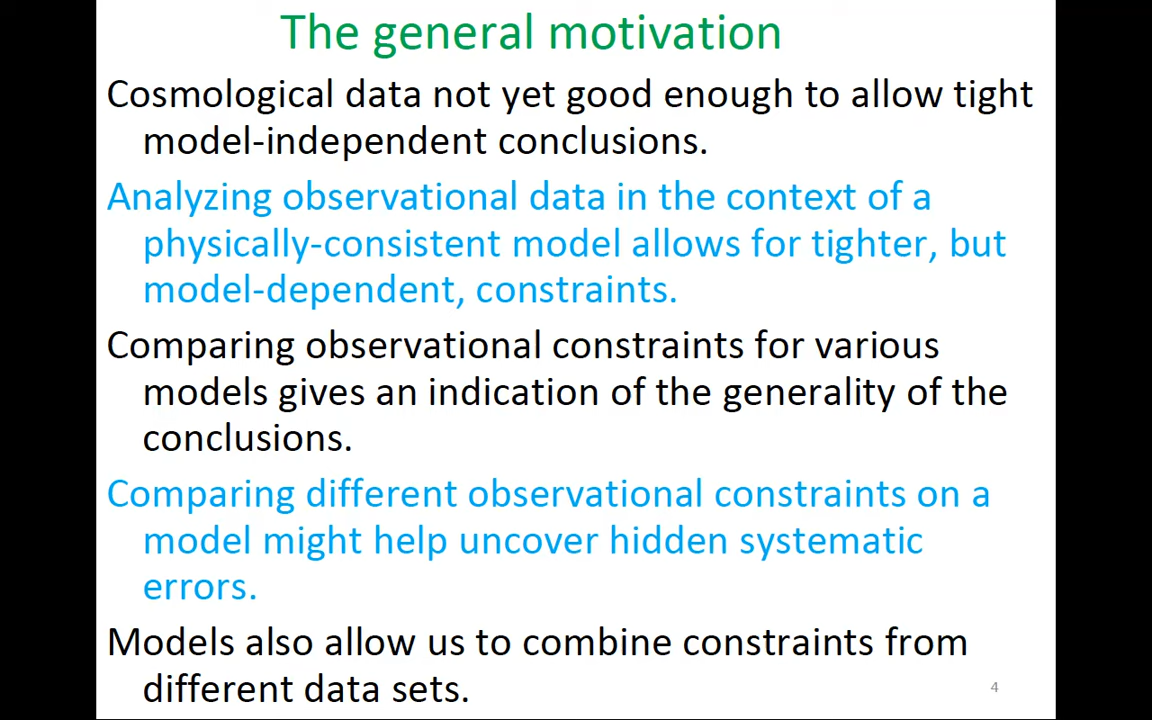 The general motivation
Cosmological data not yet good enough to allow tight
model-independent conclusions.
Analyzing observational data in the context of a
physically-consistent model allows for tighter, but
model-dependent, constraints.
Comparing observational constraints for various
models gives an indication of the generality of the
conclusions.
Comparing different observational constraints on a
model might help uncover hidden systematic
errors.
Models also allow us to combine constraints from
different data sets.
4